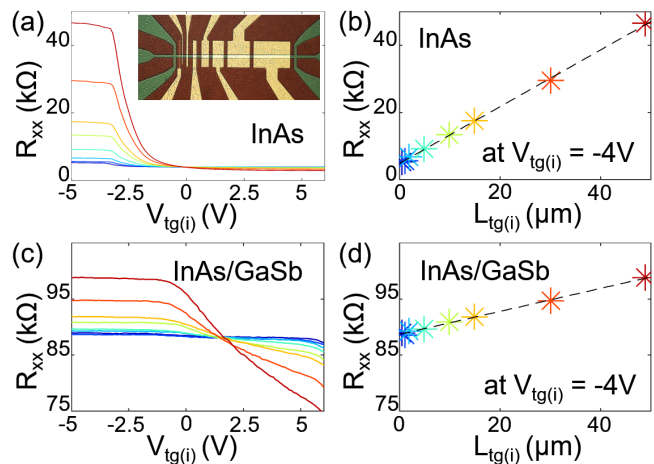 (a)
40
20
0
R_xx (kΩ)
InAs
-5 -2.5 0 2.5 5
V_tg(i) (V)
(b)
InAs
40
20
0
R_xx (kΩ)
at V_tg(i) = -4V
0 20 40
L_tg(i) (μm)
(c)
InAs/GaSb
95
85
75
R_xx (kΩ)
-5 -2.5 0 2.5 5
V_tg(i) (V)
(d)
InAs/GaSb
95
85
75
R_xx (kΩ)
at V_tg(i) = -4V
0 20 40
L_tg(i) (μm)